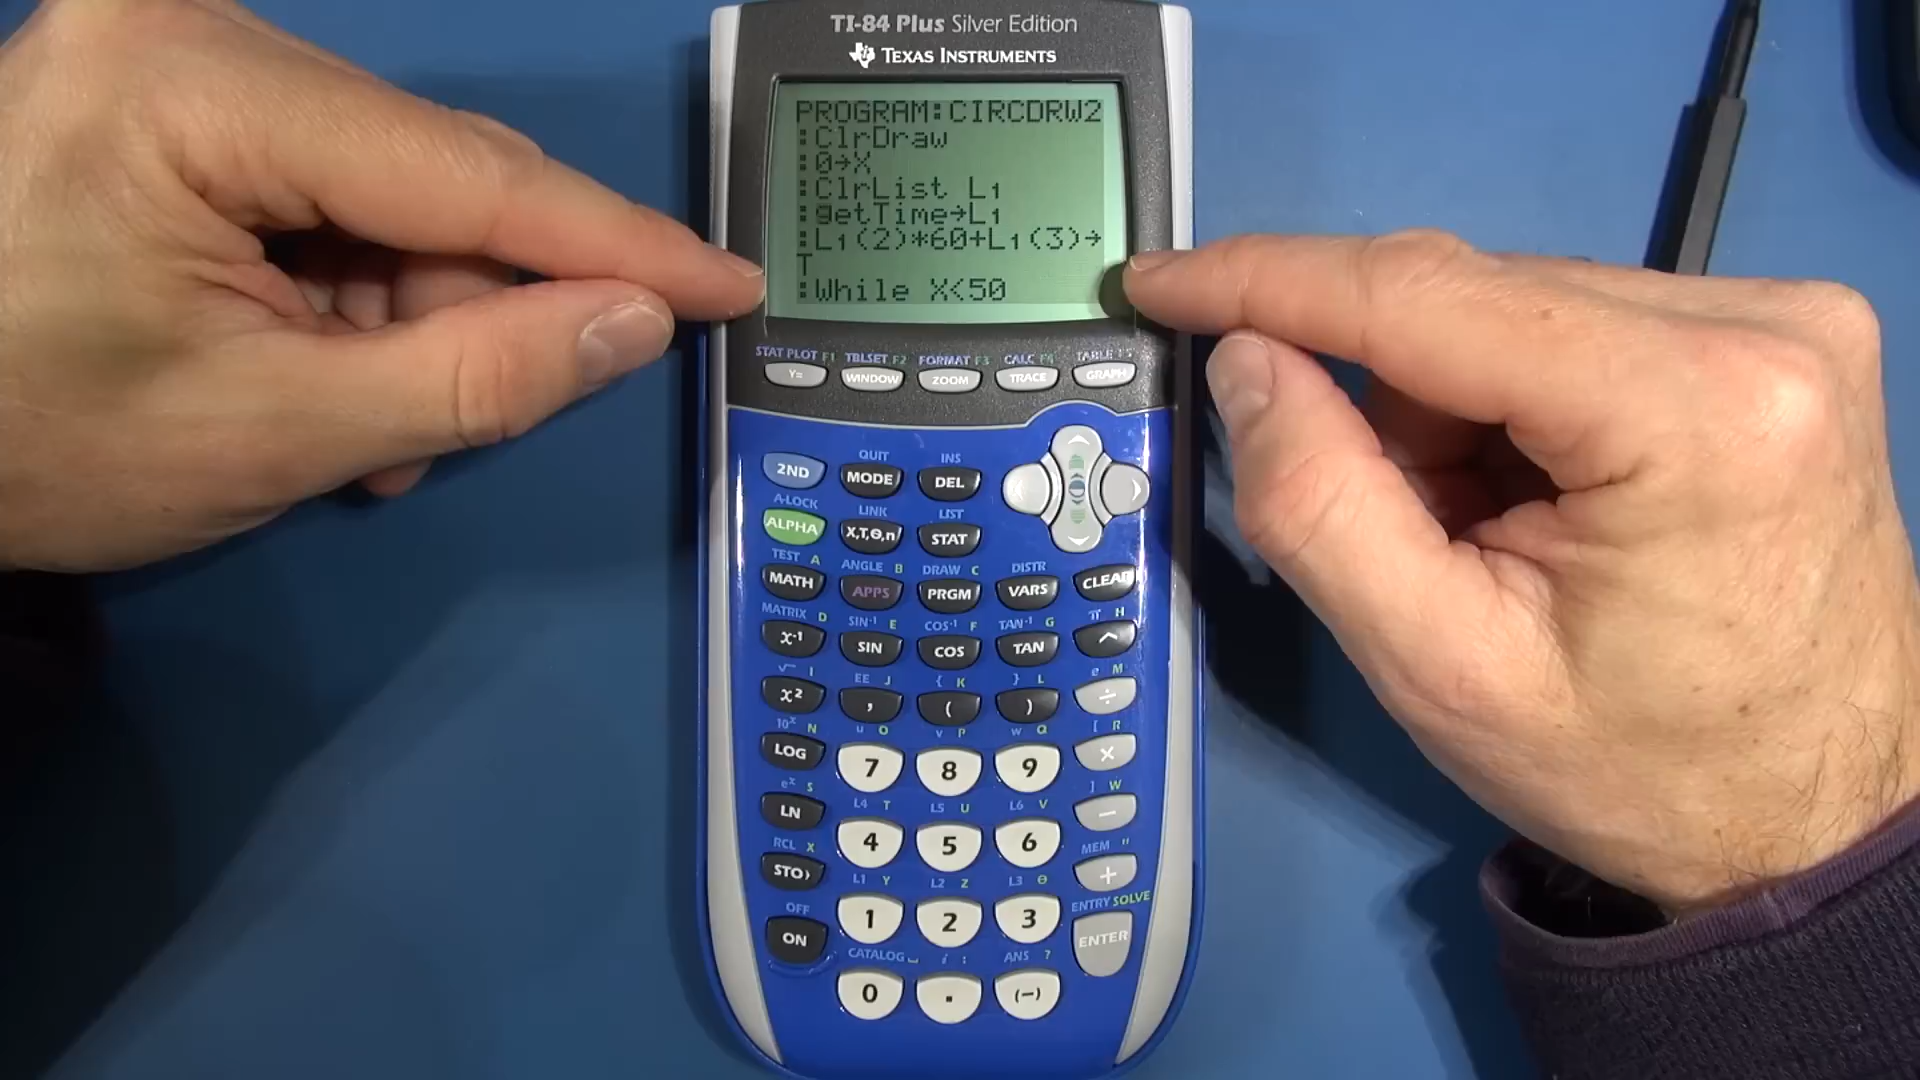 TI-84 Plus Silver Edition
TEXAS INSTRUMENTS
PROGRAM:CIRCDRW2
:ClrDraw
:0→X
:ClrList L₁
:getTime→L₁
:L₁(2)*60+L₁(3)→
T
:While X<50
STAT PLOT F1 TBLSET F2 FORMAT F3 CALC F4 TABLE F5
Y= WINDOW ZOOM TRACE GRAPH
QUIT INS
2ND MODE DEL
A-LOCK LINK LIST
ALPHA X,T,Θ,n STAT
TEST A ANGLE B DRAW C DISTR
MATH APPS PRGM VARS CLEAR
MATRIX D SIN⁻¹ E COS⁻¹ F TAN⁻¹ G π H
x⁻¹ SIN COS TAN ^
√ I EE J { K } L e M
x² , ( ) ÷
10ˣ N u O v P w Q [ R
LOG 7 8 9 ×
eˣ S L4 T L5 U L6 V ] W
LN 4 5 6 −
RCL X L1 Y L2 Z L3 θ MEM "
STO› 1 2 3 +
OFF CATALOG ⎵ i : ANS ? ENTRY SOLVE
ON 0 . (−) ENTER